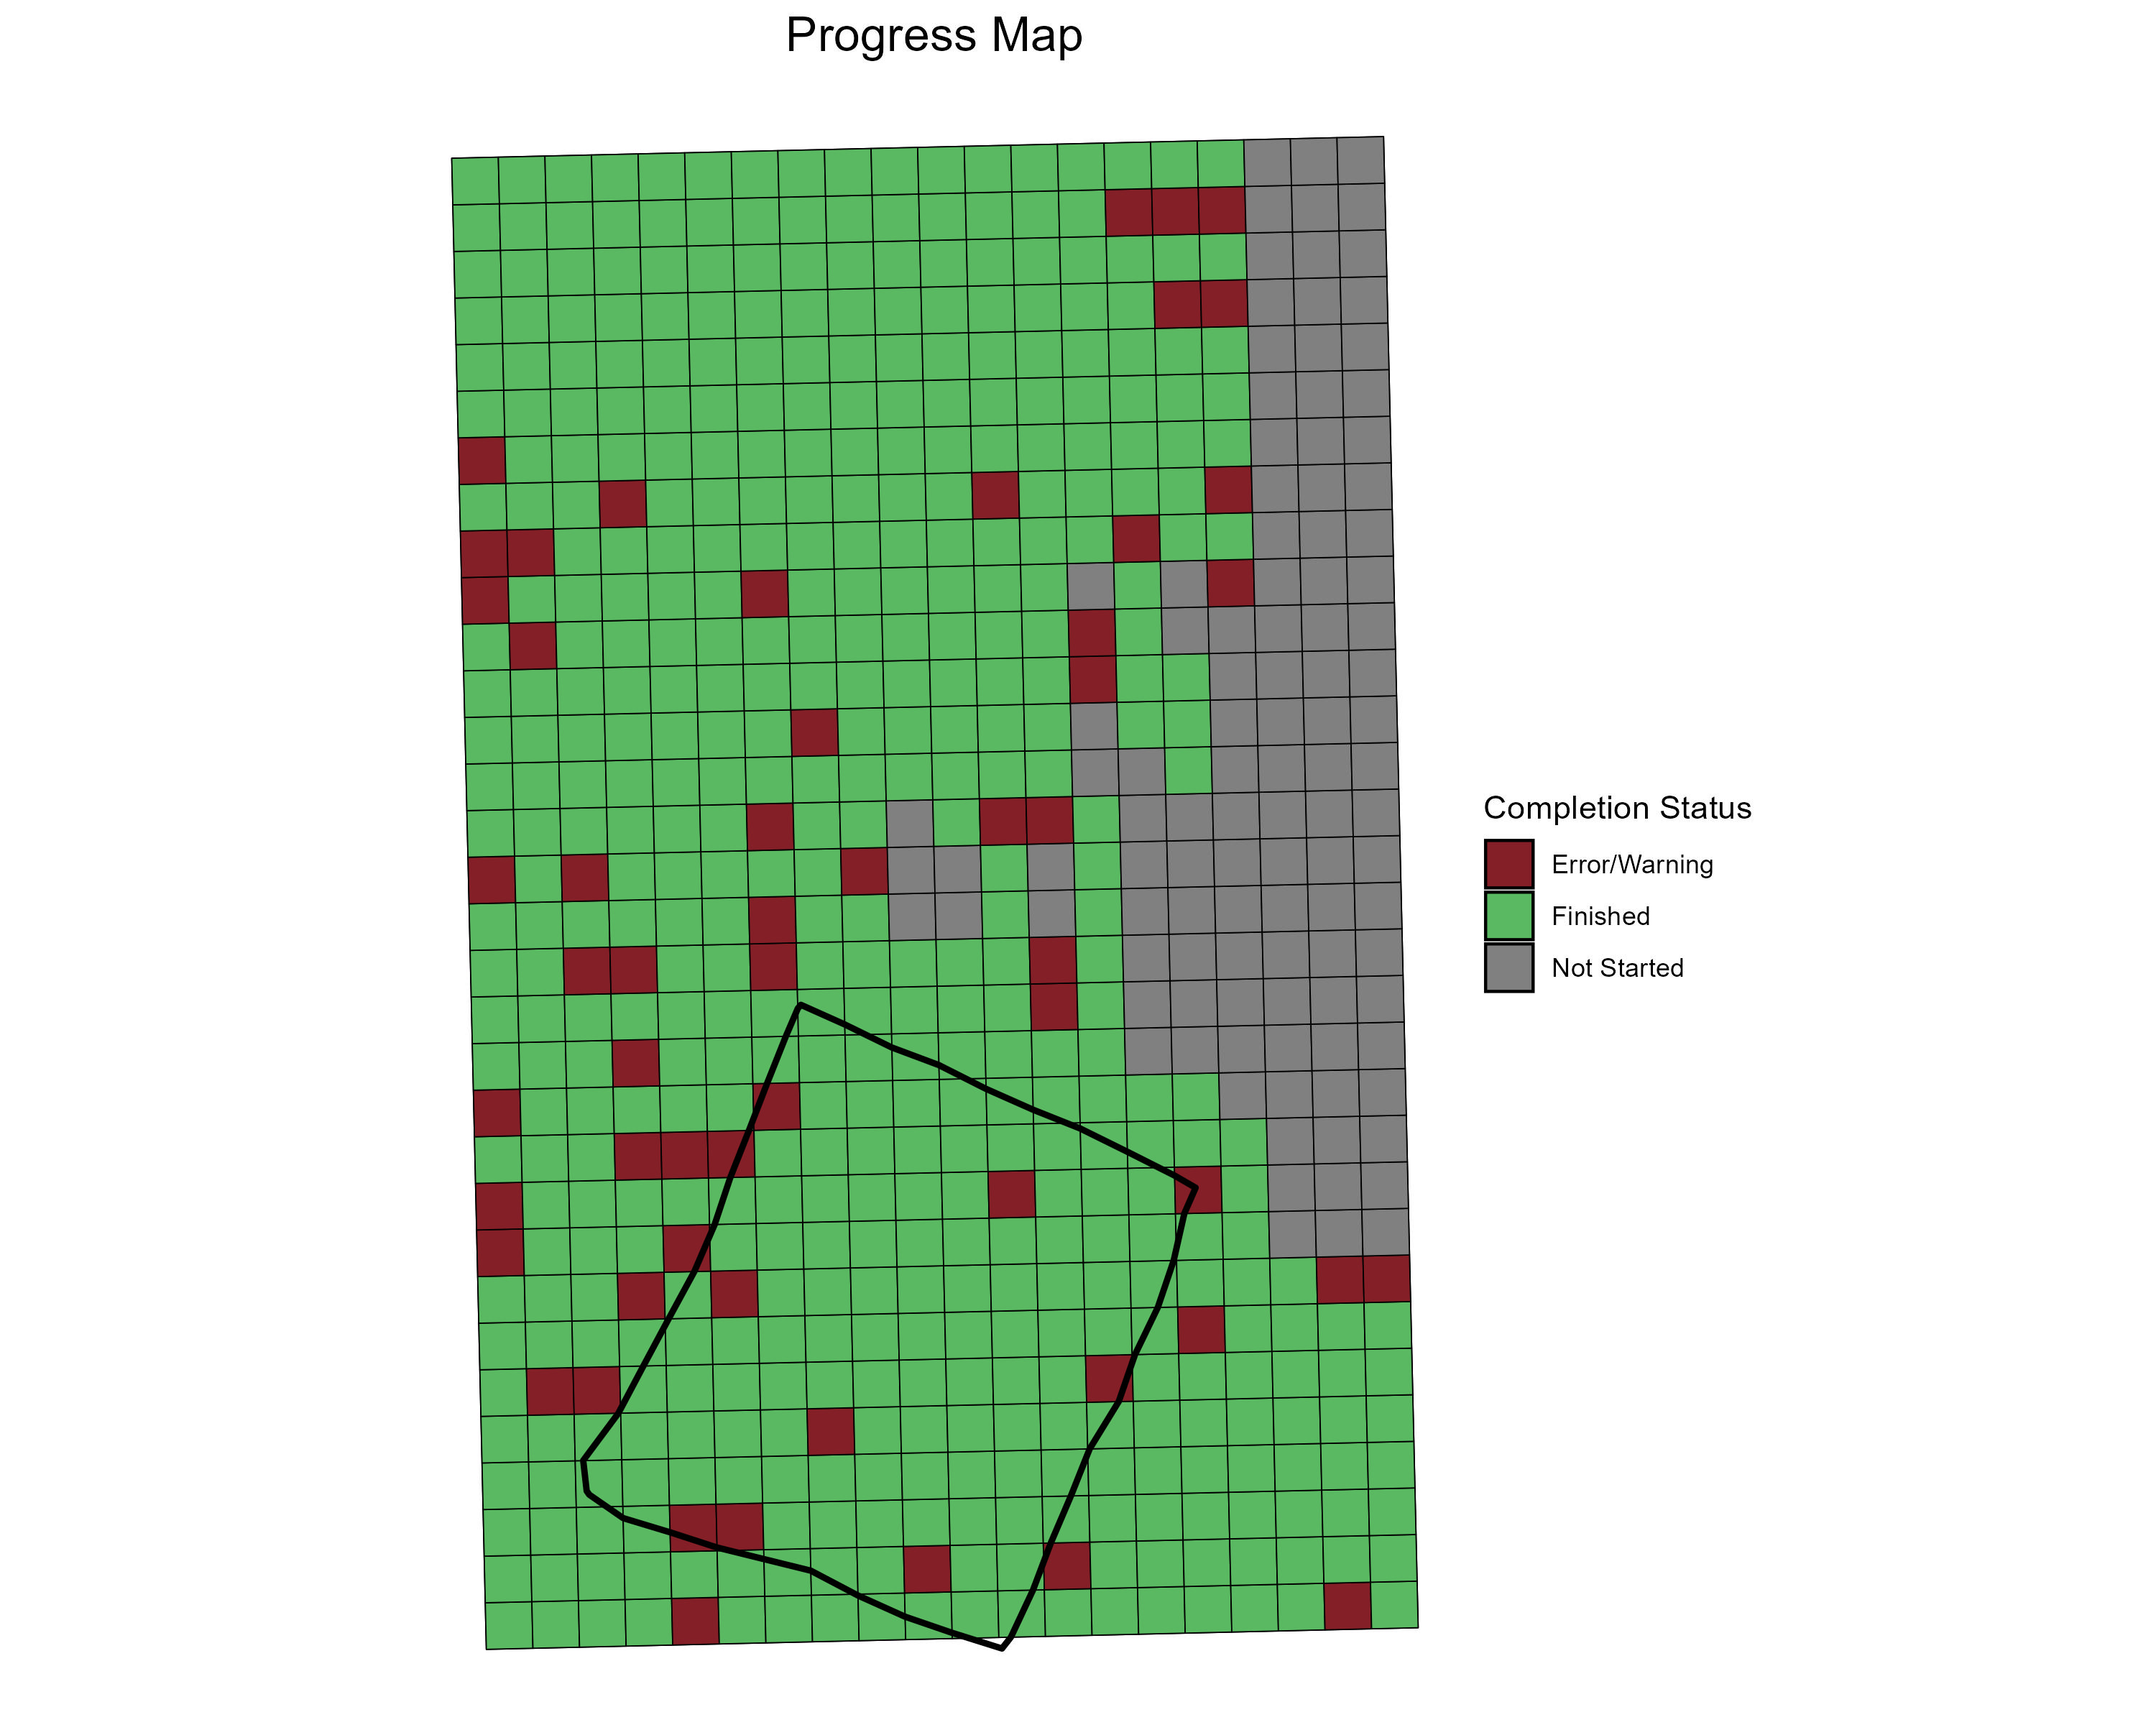 Progress Map
Completion Status
Error/Warning
Finished
Not Started